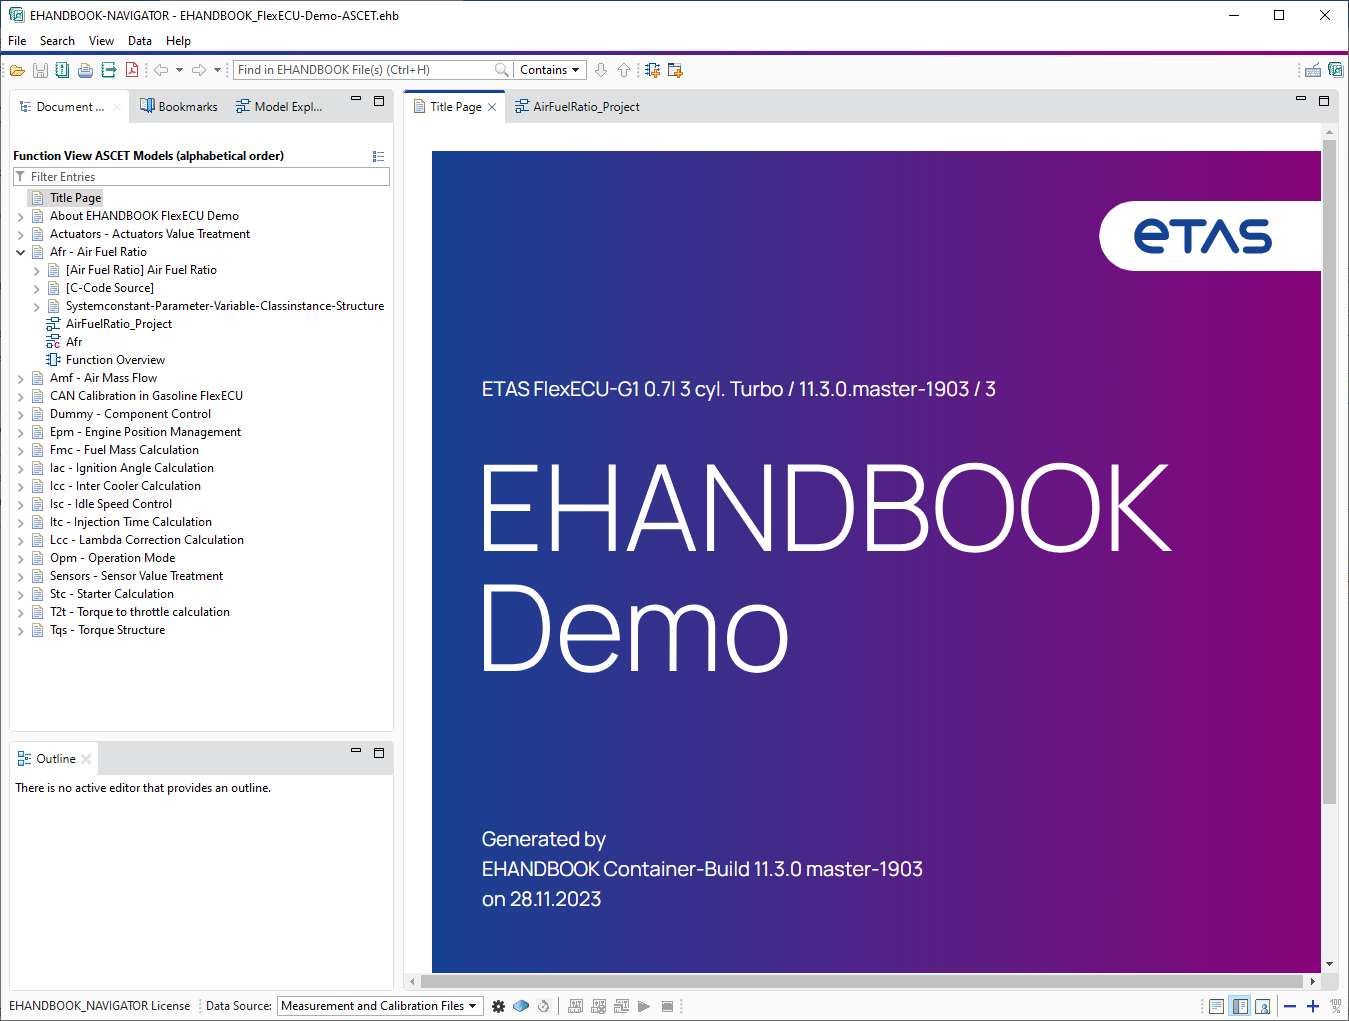 EHANDBOOK-NAVIGATOR - EHANDBOOK_FlexECU-Demo-ASCET.ehb
File Search View Data Help
Find in EHANDBOOK File(s) (Ctrl+H) Contains
Document ... Bookmarks Model Expl...
Title Page AirFuelRatio_Project
Function View ASCET Models (alphabetical order)
Filter Entries
Title Page
About EHANDBOOK FlexECU Demo
Actuators - Actuators Value Treatment
Afr - Air Fuel Ratio
[Air Fuel Ratio] Air Fuel Ratio
[C-Code Source]
Systemconstant-Parameter-Variable-Classinstance-Structure
AirFuelRatio_Project
Afr
Function Overview
Amf - Air Mass Flow
CAN Calibration in Gasoline FlexECU
Dummy - Component Control
Epm - Engine Position Management
Fmc - Fuel Mass Calculation
Iac - Ignition Angle Calculation
Icc - Inter Cooler Calculation
Isc - Idle Speed Control
Itc - Injection Time Calculation
Lcc - Lambda Correction Calculation
Opm - Operation Mode
Sensors - Sensor Value Treatment
Stc - Starter Calculation
T2t - Torque to throttle calculation
Tqs - Torque Structure
Outline
There is no active editor that provides an outline.
eTAS
ETAS FlexECU-G1 0.7l 3 cyl. Turbo / 11.3.0.master-1903 / 3
EHANDBOOK
Demo
Generated by
EHANDBOOK Container-Build 11.3.0 master-1903
on 28.11.2023
EHANDBOOK_NAVIGATOR License Data Source: Measurement and Calibration Files 100 %